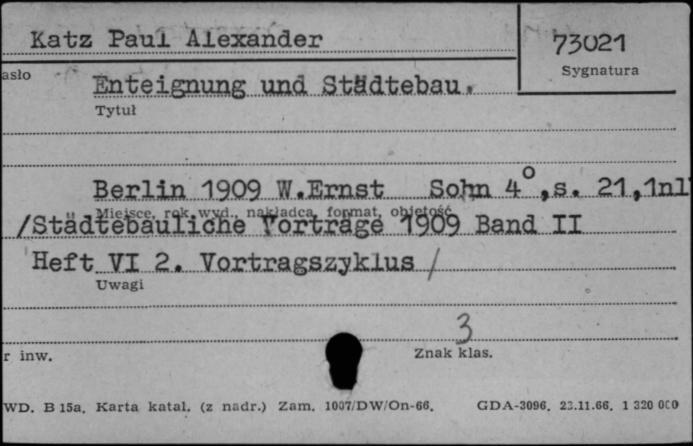 Katz Paul Alexander
73021
asło
Sygnatura
Enteignung und Städtebau.
Tytuł
Berlin 1909 W.Ernst Sohn 4°,s. 21,1nl
Miejsce, rok wyd., nakładca, format, objętość
/Städtebauliche Vorträge 1909 Band II
Heft VI 2. Vortragszyklus /
Uwagi
3
r inw.
Znak klas.
WD. B 15a. Karta katal. (z nadr.) Zam. 1007/DW/On-66. GDA-3096. 23.11.66. 1 320 000